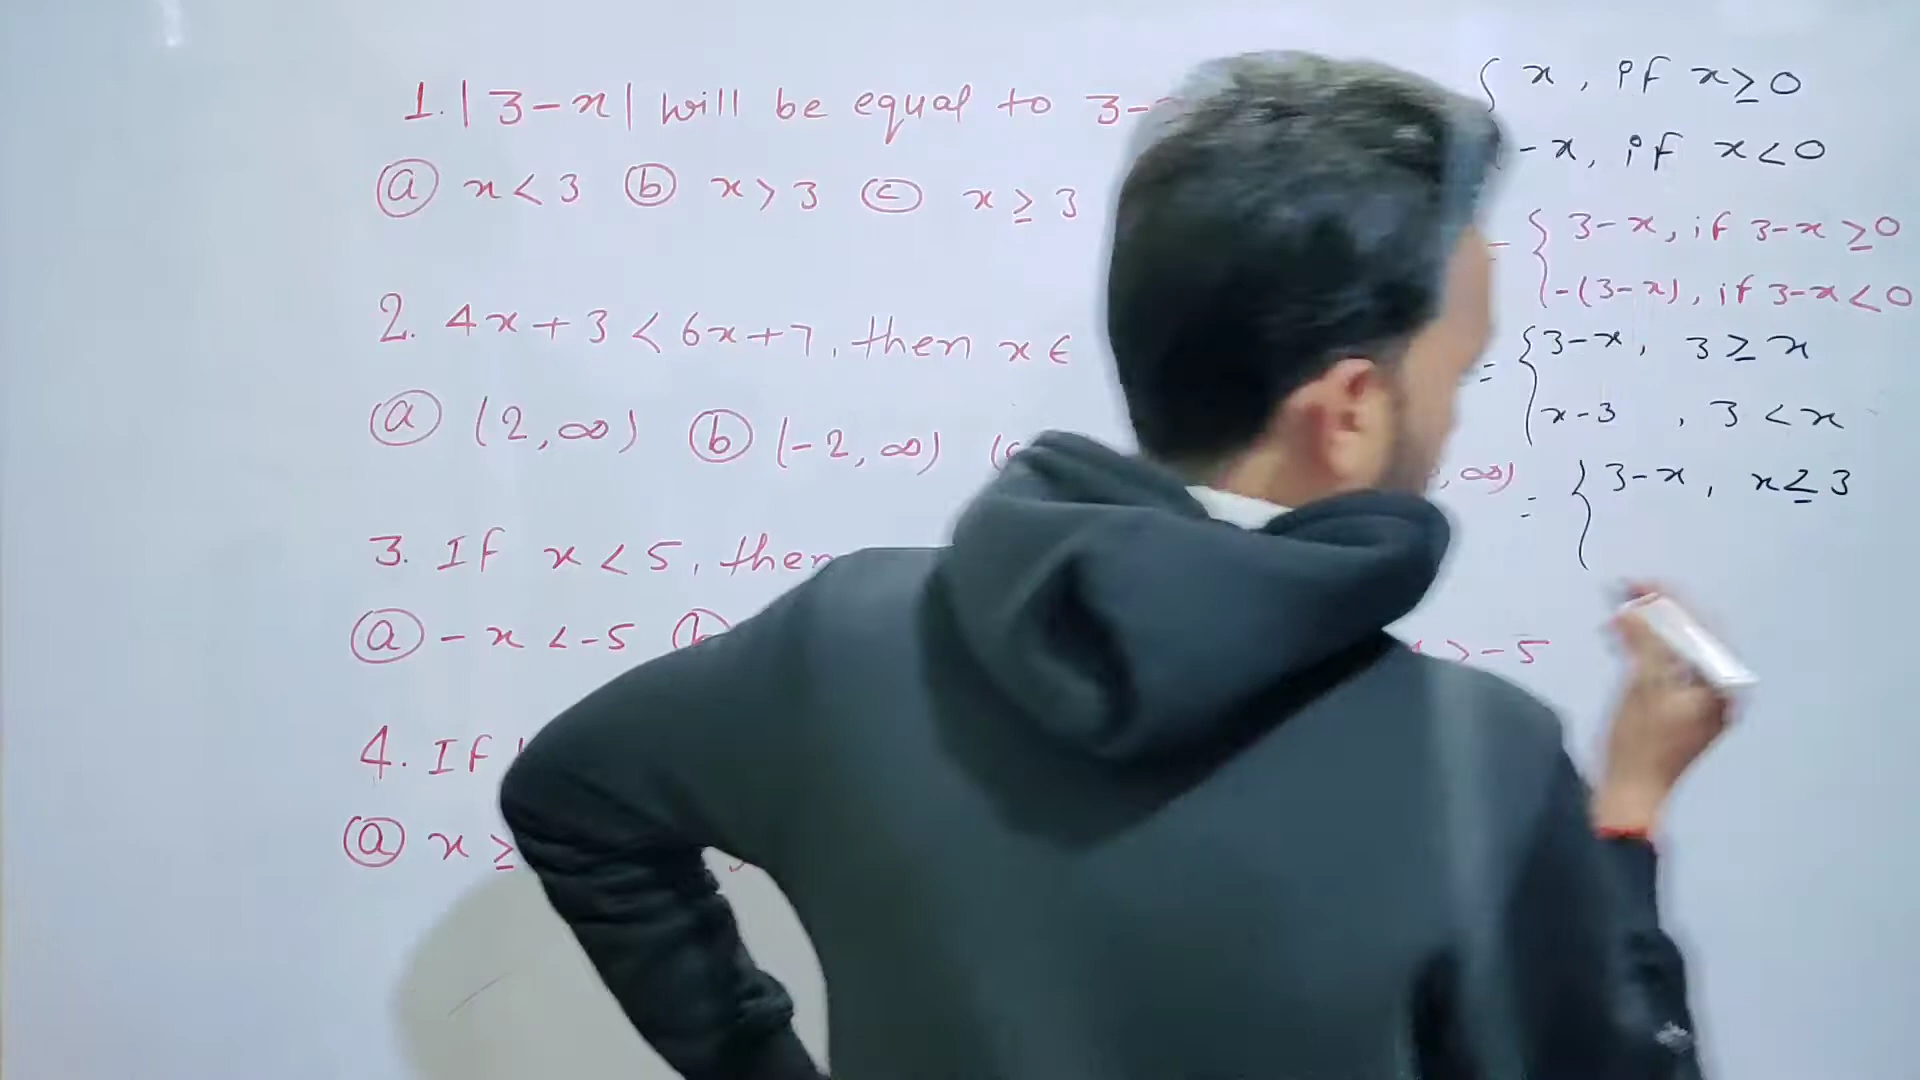 1. |3-x| will be equal to 3-
ⓐ x < 3 ⓑ x > 3 ⓒ x ≥ 3
2. 4x+3 < 6x+7, then x ∈
ⓐ (2,∞) ⓑ (-2,∞)
, ∞)
3. If x < 5, then
ⓐ -x < -5
> -5
4. If
ⓐ x ≥
{ x, if x ≥ 0
-x, if x < 0
= { 3-x, if 3-x ≥ 0
-(3-x), if 3-x < 0
= { 3-x, 3 ≥ x
x-3, 3 < x
= { 3-x, x ≤ 3